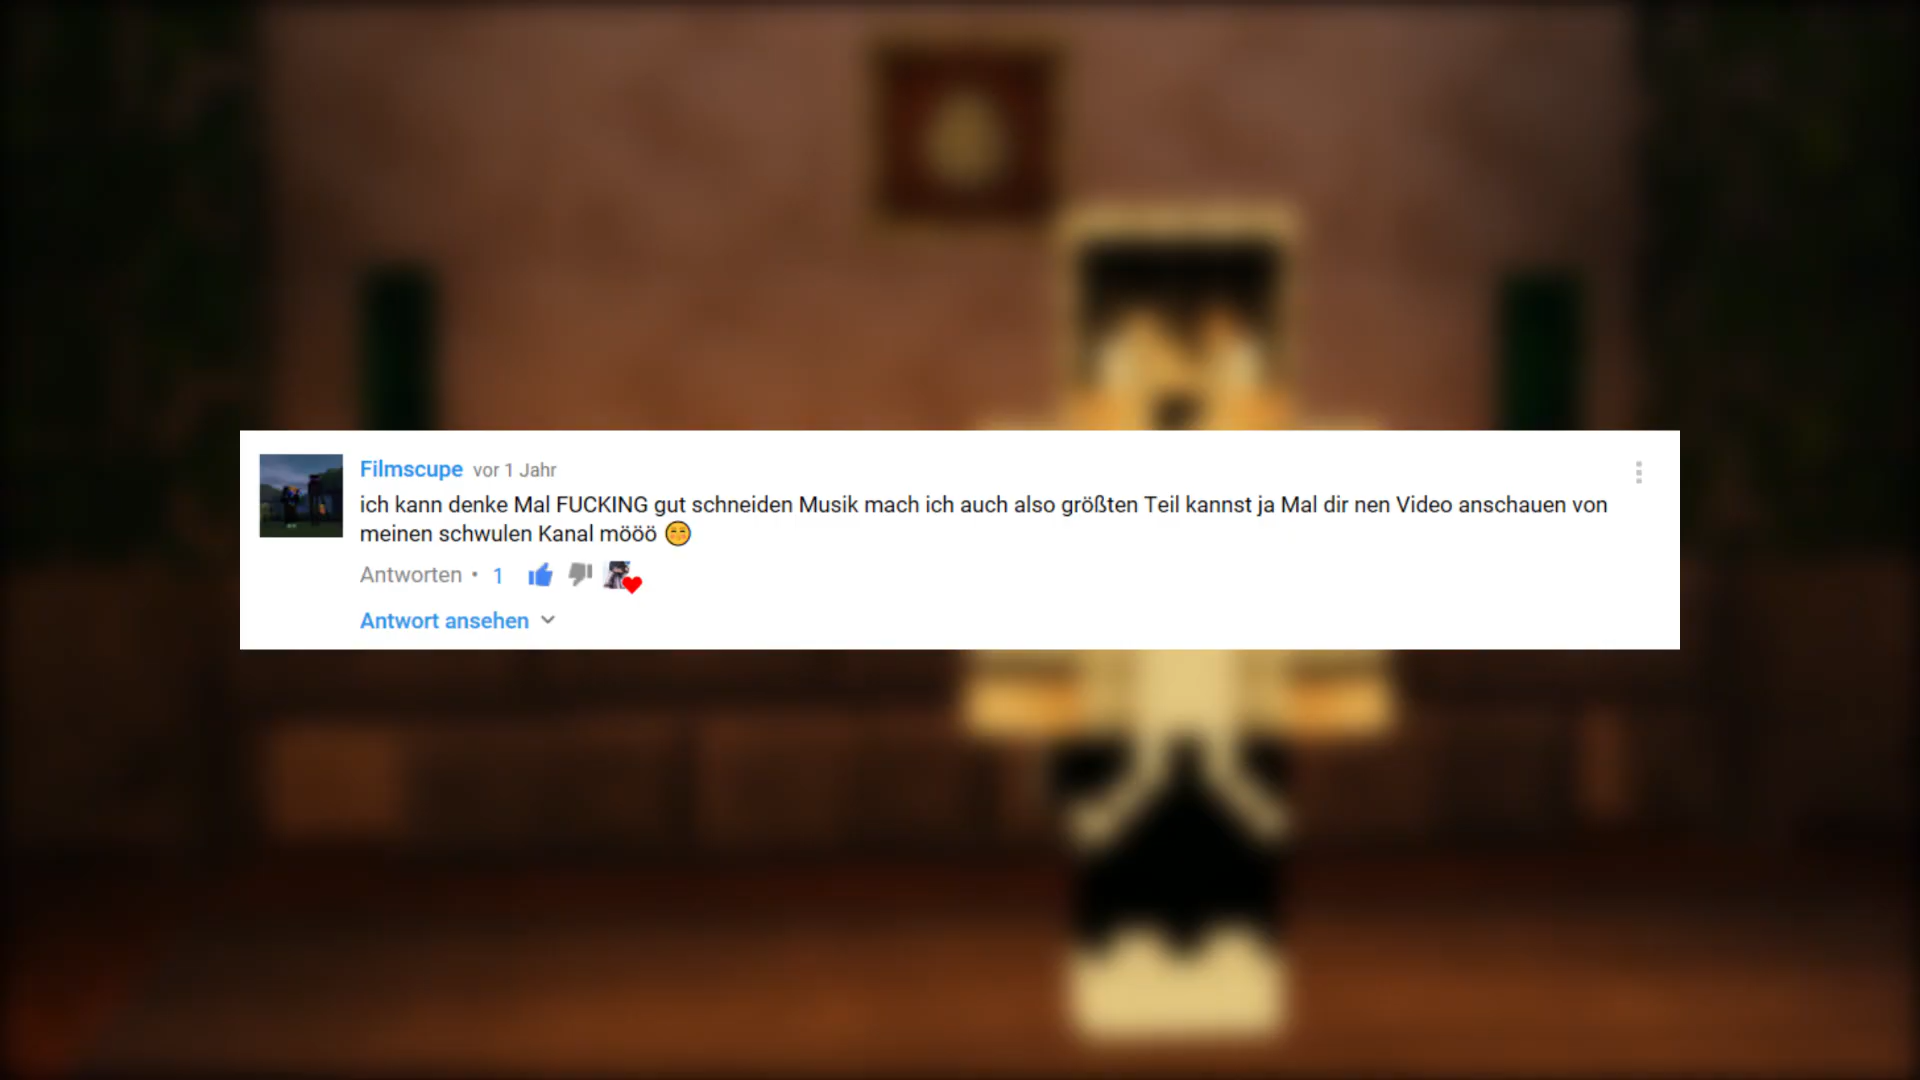 Filmscupe vor 1 Jahr
ich kann denke Mal FUCKING gut schneiden Musik mach ich auch also größten Teil kannst ja Mal dir nen Video anschauen von
meinen schwulen Kanal mööö 😁
Antworten • 1
Antwort ansehen